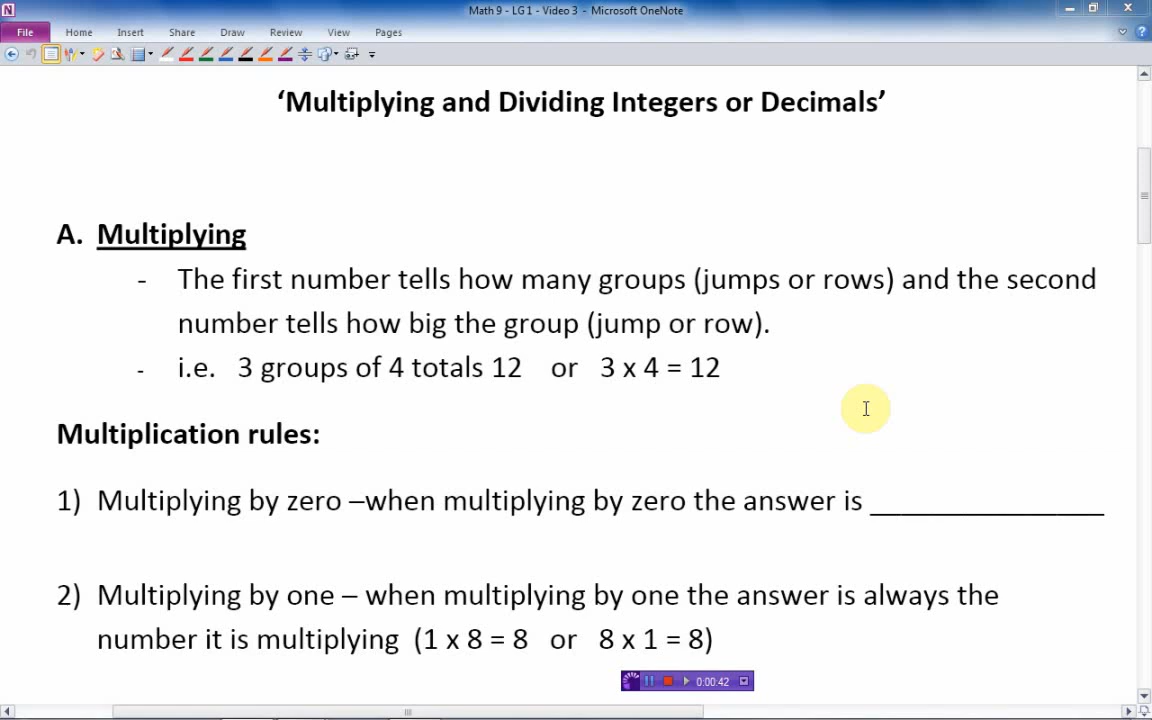 Math 9 - LG1 - Video 3 - Microsoft OneNote
File Home Insert Share Draw Review View Pages
‘Multiplying and Dividing Integers or Decimals’
A. Multiplying
- The first number tells how many groups (jumps or rows) and the second
number tells how big the group (jump or row).
- i.e. 3 groups of 4 totals 12 or 3 x 4 = 12
Multiplication rules:
1) Multiplying by zero –when multiplying by zero the answer is _______________
2) Multiplying by one – when multiplying by one the answer is always the
number it is multiplying (1 x 8 = 8 or 8 x 1 = 8)
0:00:42